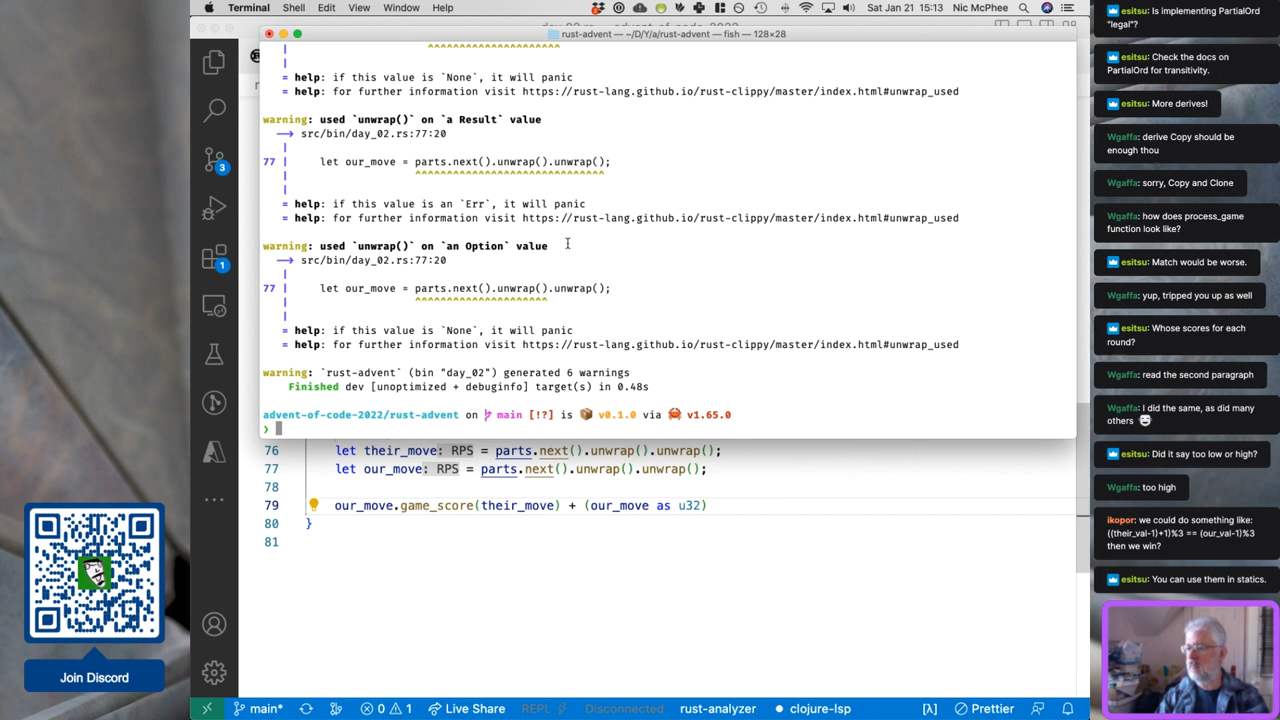 Terminal Shell Edit View Window Help
Sat Jan 21 15:13 Nic McPhee
rust-advent — ~/D/Y/a/rust-advent — fish — 128×28
^^^^^^^^^^^^^^^^^^^^^
|
= help: if this value is `None`, it will panic
= help: for further information visit https://rust-lang.github.io/rust-clippy/master/index.html#unwrap_used
warning: used `unwrap()` on `a Result` value
--> src/bin/day_02.rs:77:20
|
77 | let our_move = parts.next().unwrap().unwrap();
| ^^^^^^^^^^^^^^^^^^^^^^^^^^^^^^
|
= help: if this value is an `Err`, it will panic
= help: for further information visit https://rust-lang.github.io/rust-clippy/master/index.html#unwrap_used
warning: used `unwrap()` on `an Option` value
--> src/bin/day_02.rs:77:20
|
77 | let our_move = parts.next().unwrap().unwrap();
| ^^^^^^^^^^^^^^^^^^^^^
|
= help: if this value is `None`, it will panic
= help: for further information visit https://rust-lang.github.io/rust-clippy/master/index.html#unwrap_used
warning: `rust-advent` (bin "day_02") generated 6 warnings
Finished dev [unoptimized + debuginfo] target(s) in 0.48s
advent-of-code-2022/rust-advent on main [!?] is v0.1.0 via v1.65.0
❯
76 let their_move: RPS = parts.next().unwrap().unwrap();
77 let our_move: RPS = parts.next().unwrap().unwrap();
78
79 our_move.game_score(their_move) + (our_move as u32)
80 }
81
3
1
main* 0 1 Live Share REPL Disconnected rust-analyzer clojure-lsp [λ] Prettier
Join Discord
esitsu: Is implementing PartialOrd
"legal"?
esitsu: Check the docs on
PartialOrd for transitivity.
esitsu: More derives!
Wgaffa: derive Copy should be
enough thou
Wgaffa: sorry, Copy and Clone
Wgaffa: how does process_game
function look like?
esitsu: Match would be worse.
Wgaffa: yup, tripped you up as well
esitsu: Whose scores for each
round?
Wgaffa: read the second paragraph
Wgaffa: I did the same, as did many
others
esitsu: Did it say too low or high?
Wgaffa: too high
ikopor: we could do something like:
((their_val-1)+1)%3 == (our_val-1)%3
then we win?
esitsu: You can use them in statics.